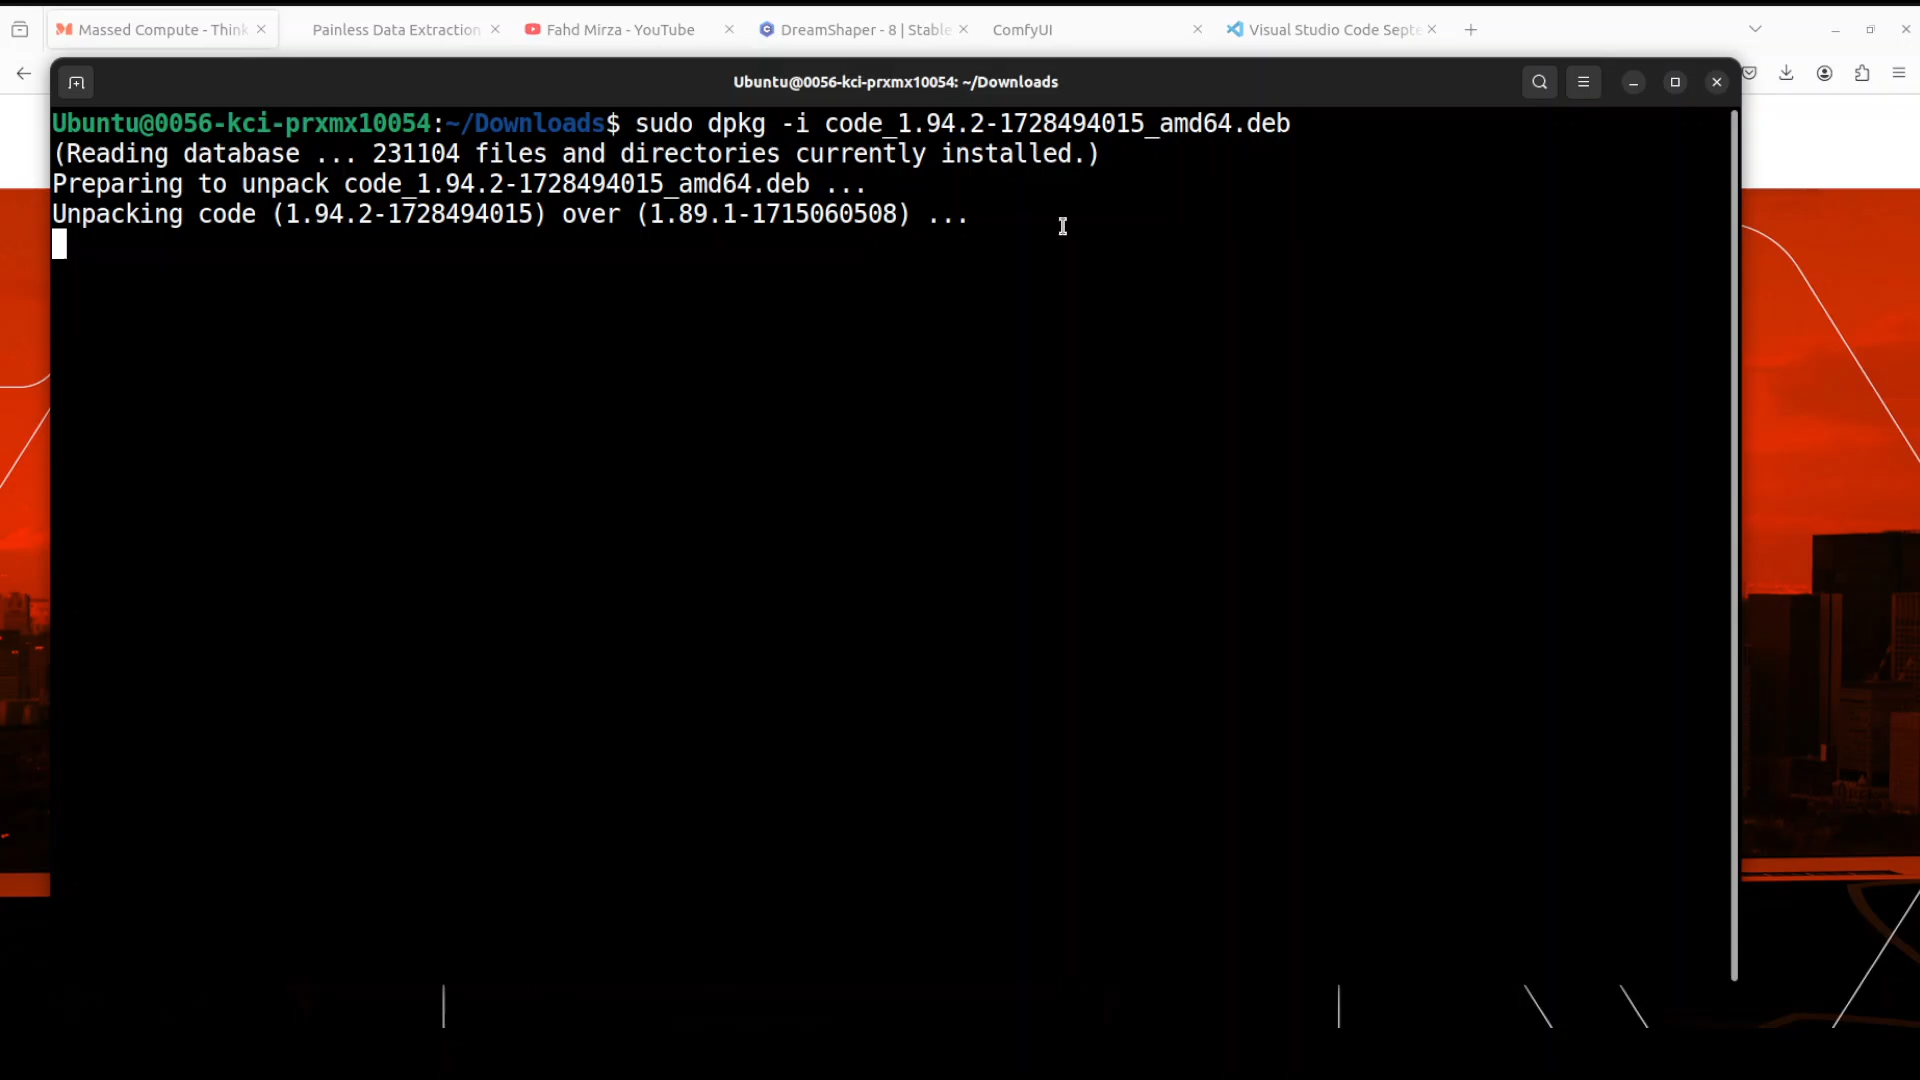 Massed Compute - Think
Painless Data Extraction
Fahd Mirza - YouTube
DreamShaper - 8 | Stable
ComfyUI
Visual Studio Code Septe
Ubuntu@0056-kci-prxmx10054: ~/Downloads
Ubuntu@0056-kci-prxmx10054:~/Downloads$ sudo dpkg -i code_1.94.2-1728494015_amd64.deb
(Reading database ... 231104 files and directories currently installed.)
Preparing to unpack code_1.94.2-1728494015_amd64.deb ...
Unpacking code (1.94.2-1728494015) over (1.89.1-1715060508) ...